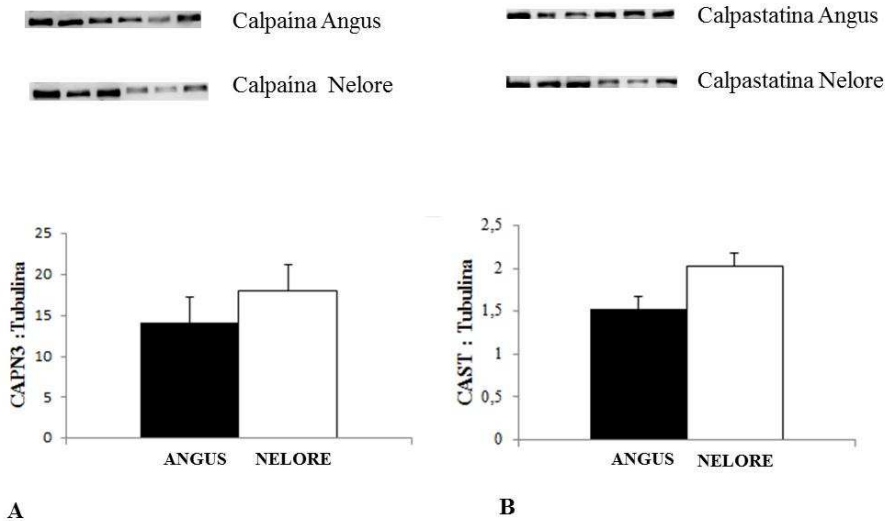 Calpaína Angus
Calpaína Nelore
Calpastatina Angus
Calpastatina Nelore
CAPN3 : Tubulina
25
20
15
10
5
0
ANGUS NELORE
A
CAST : Tubulina
2,5
2
1,5
1
0,5
0
ANGUS NELORE
B